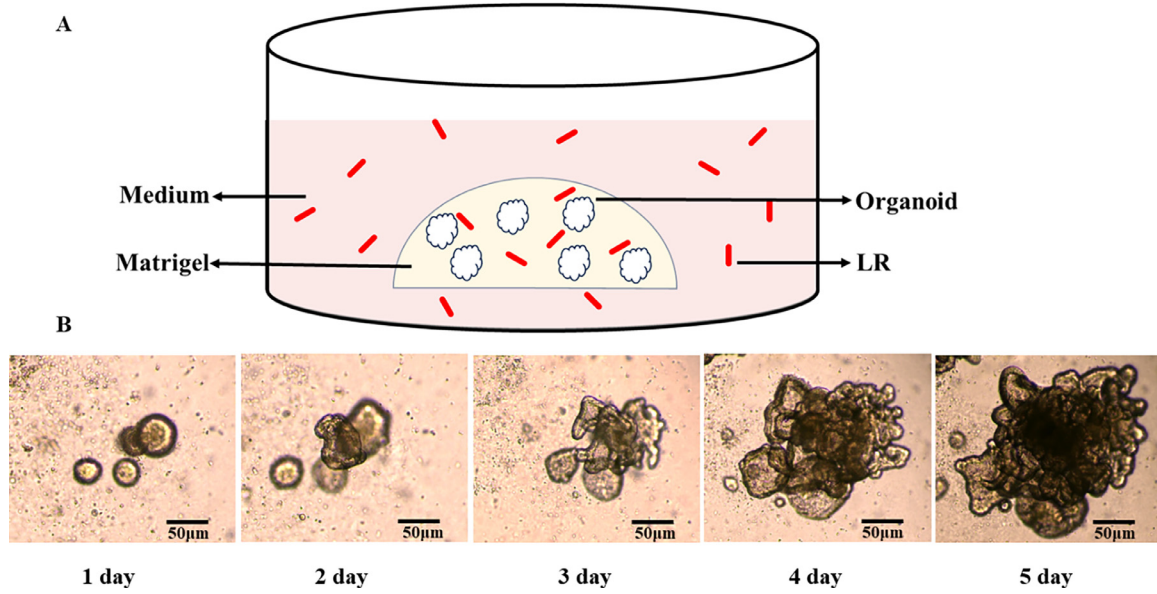 A
Medium
Organoid
Matrigel
LR
B
50μm
50μm
50μm
50μm
50μm
1 day
2 day
3 day
4 day
5 day